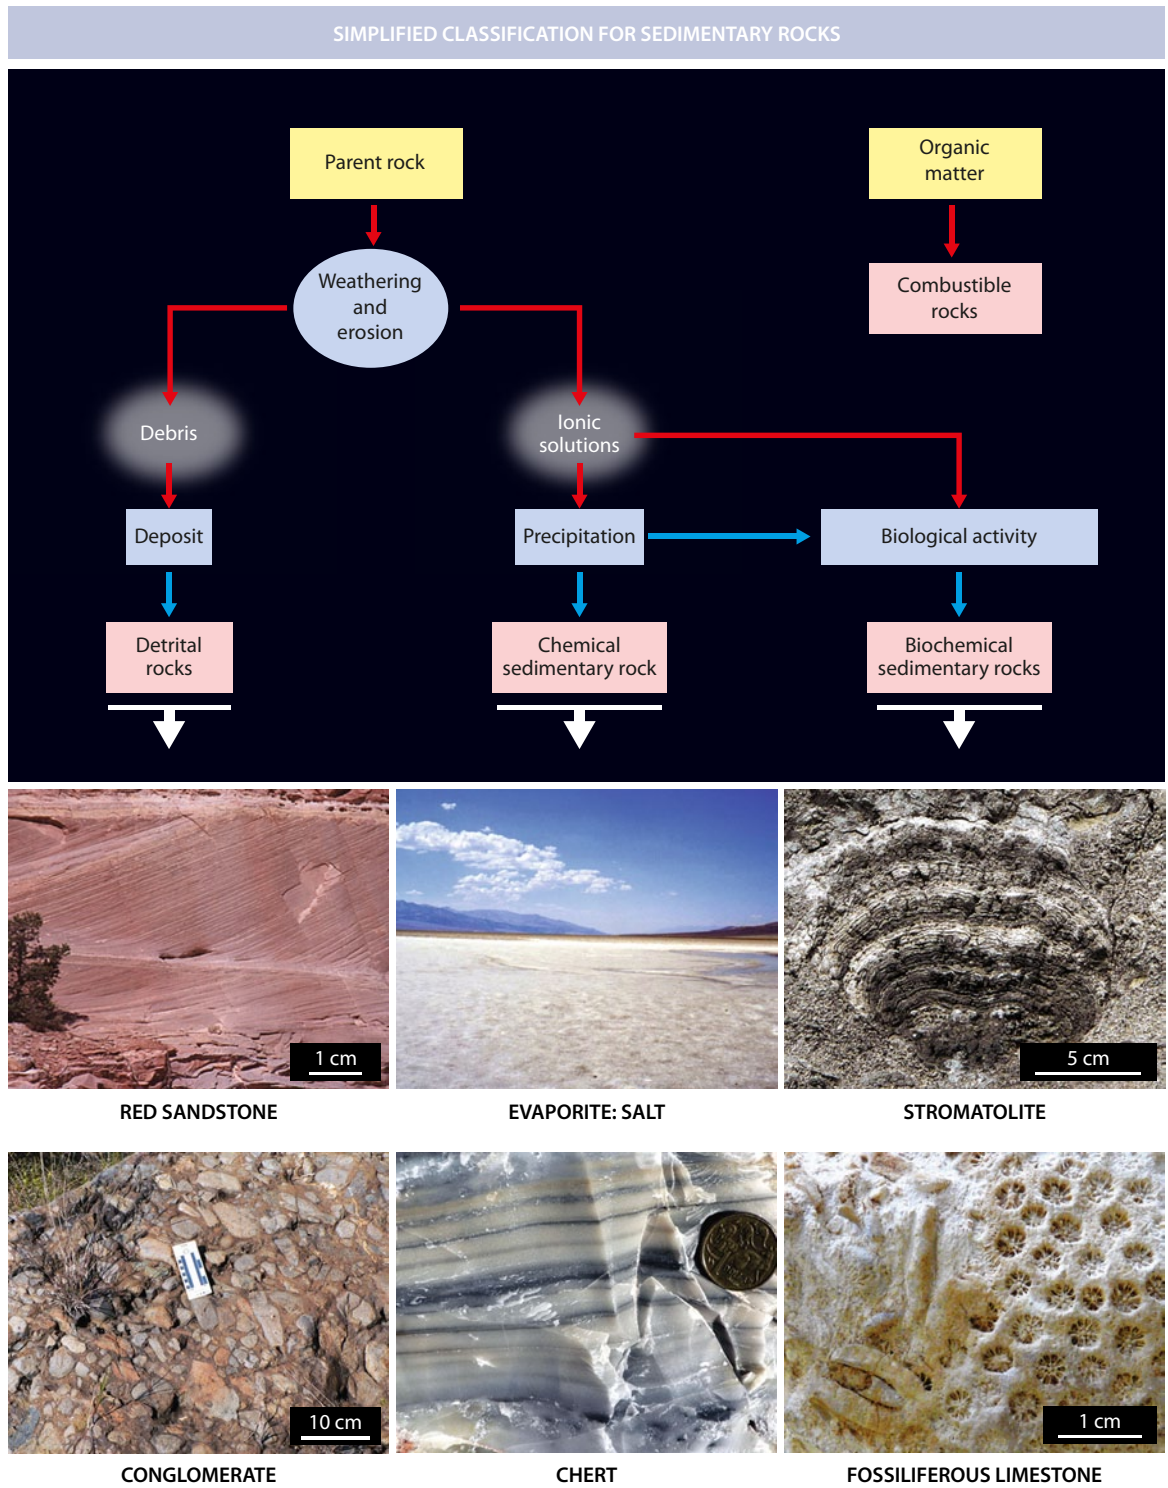 SIMPLIFIED CLASSIFICATION FOR SEDIMENTARY ROCKS
Parent rock
Organic
matter
Weathering
and
erosion
Combustible
rocks
Debris
Ionic
solutions
Deposit
Precipitation
Biological activity
Detrital
rocks
Chemical
sedimentary rock
Biochemical
sedimentary rocks
1 cm
5 cm
RED SANDSTONE
EVAPORITE: SALT
STROMATOLITE
10 cm
1 cm
CONGLOMERATE
CHERT
FOSSILIFEROUS LIMESTONE